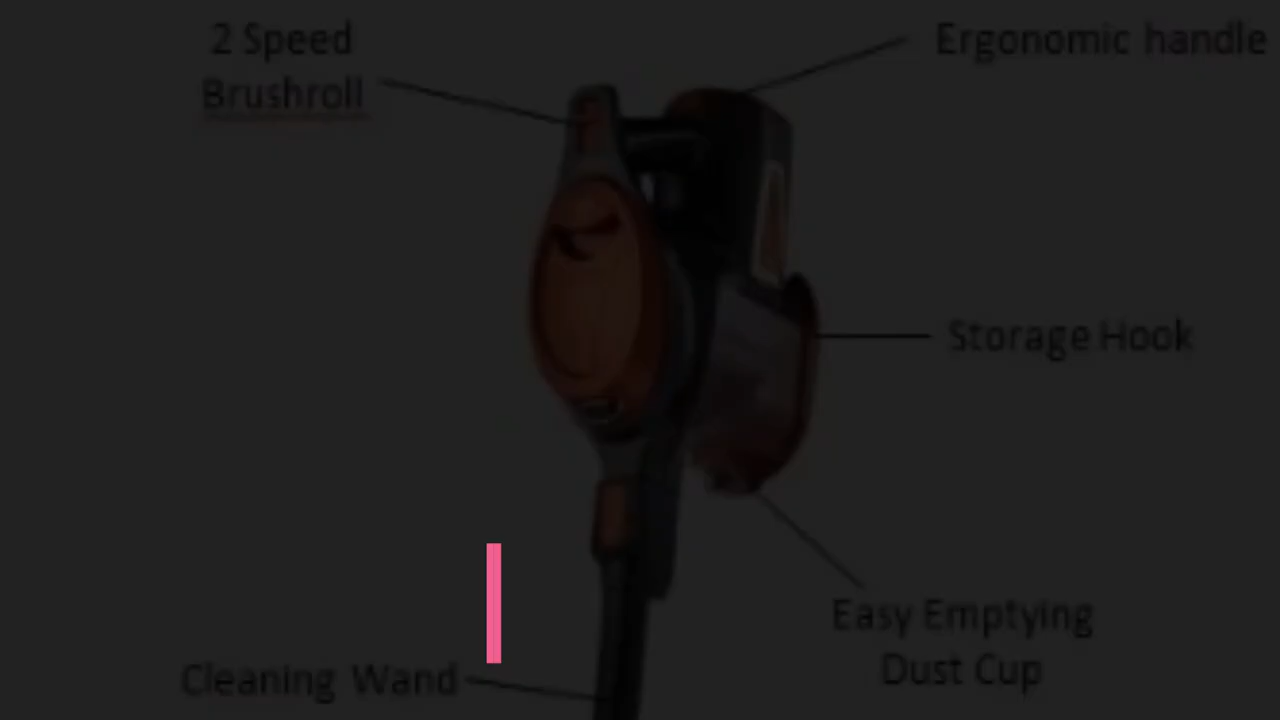 2 Speed
Brushroll
Ergonomic handle
Storage Hook
Easy Emptying
Dust Cup
Cleaning Wand